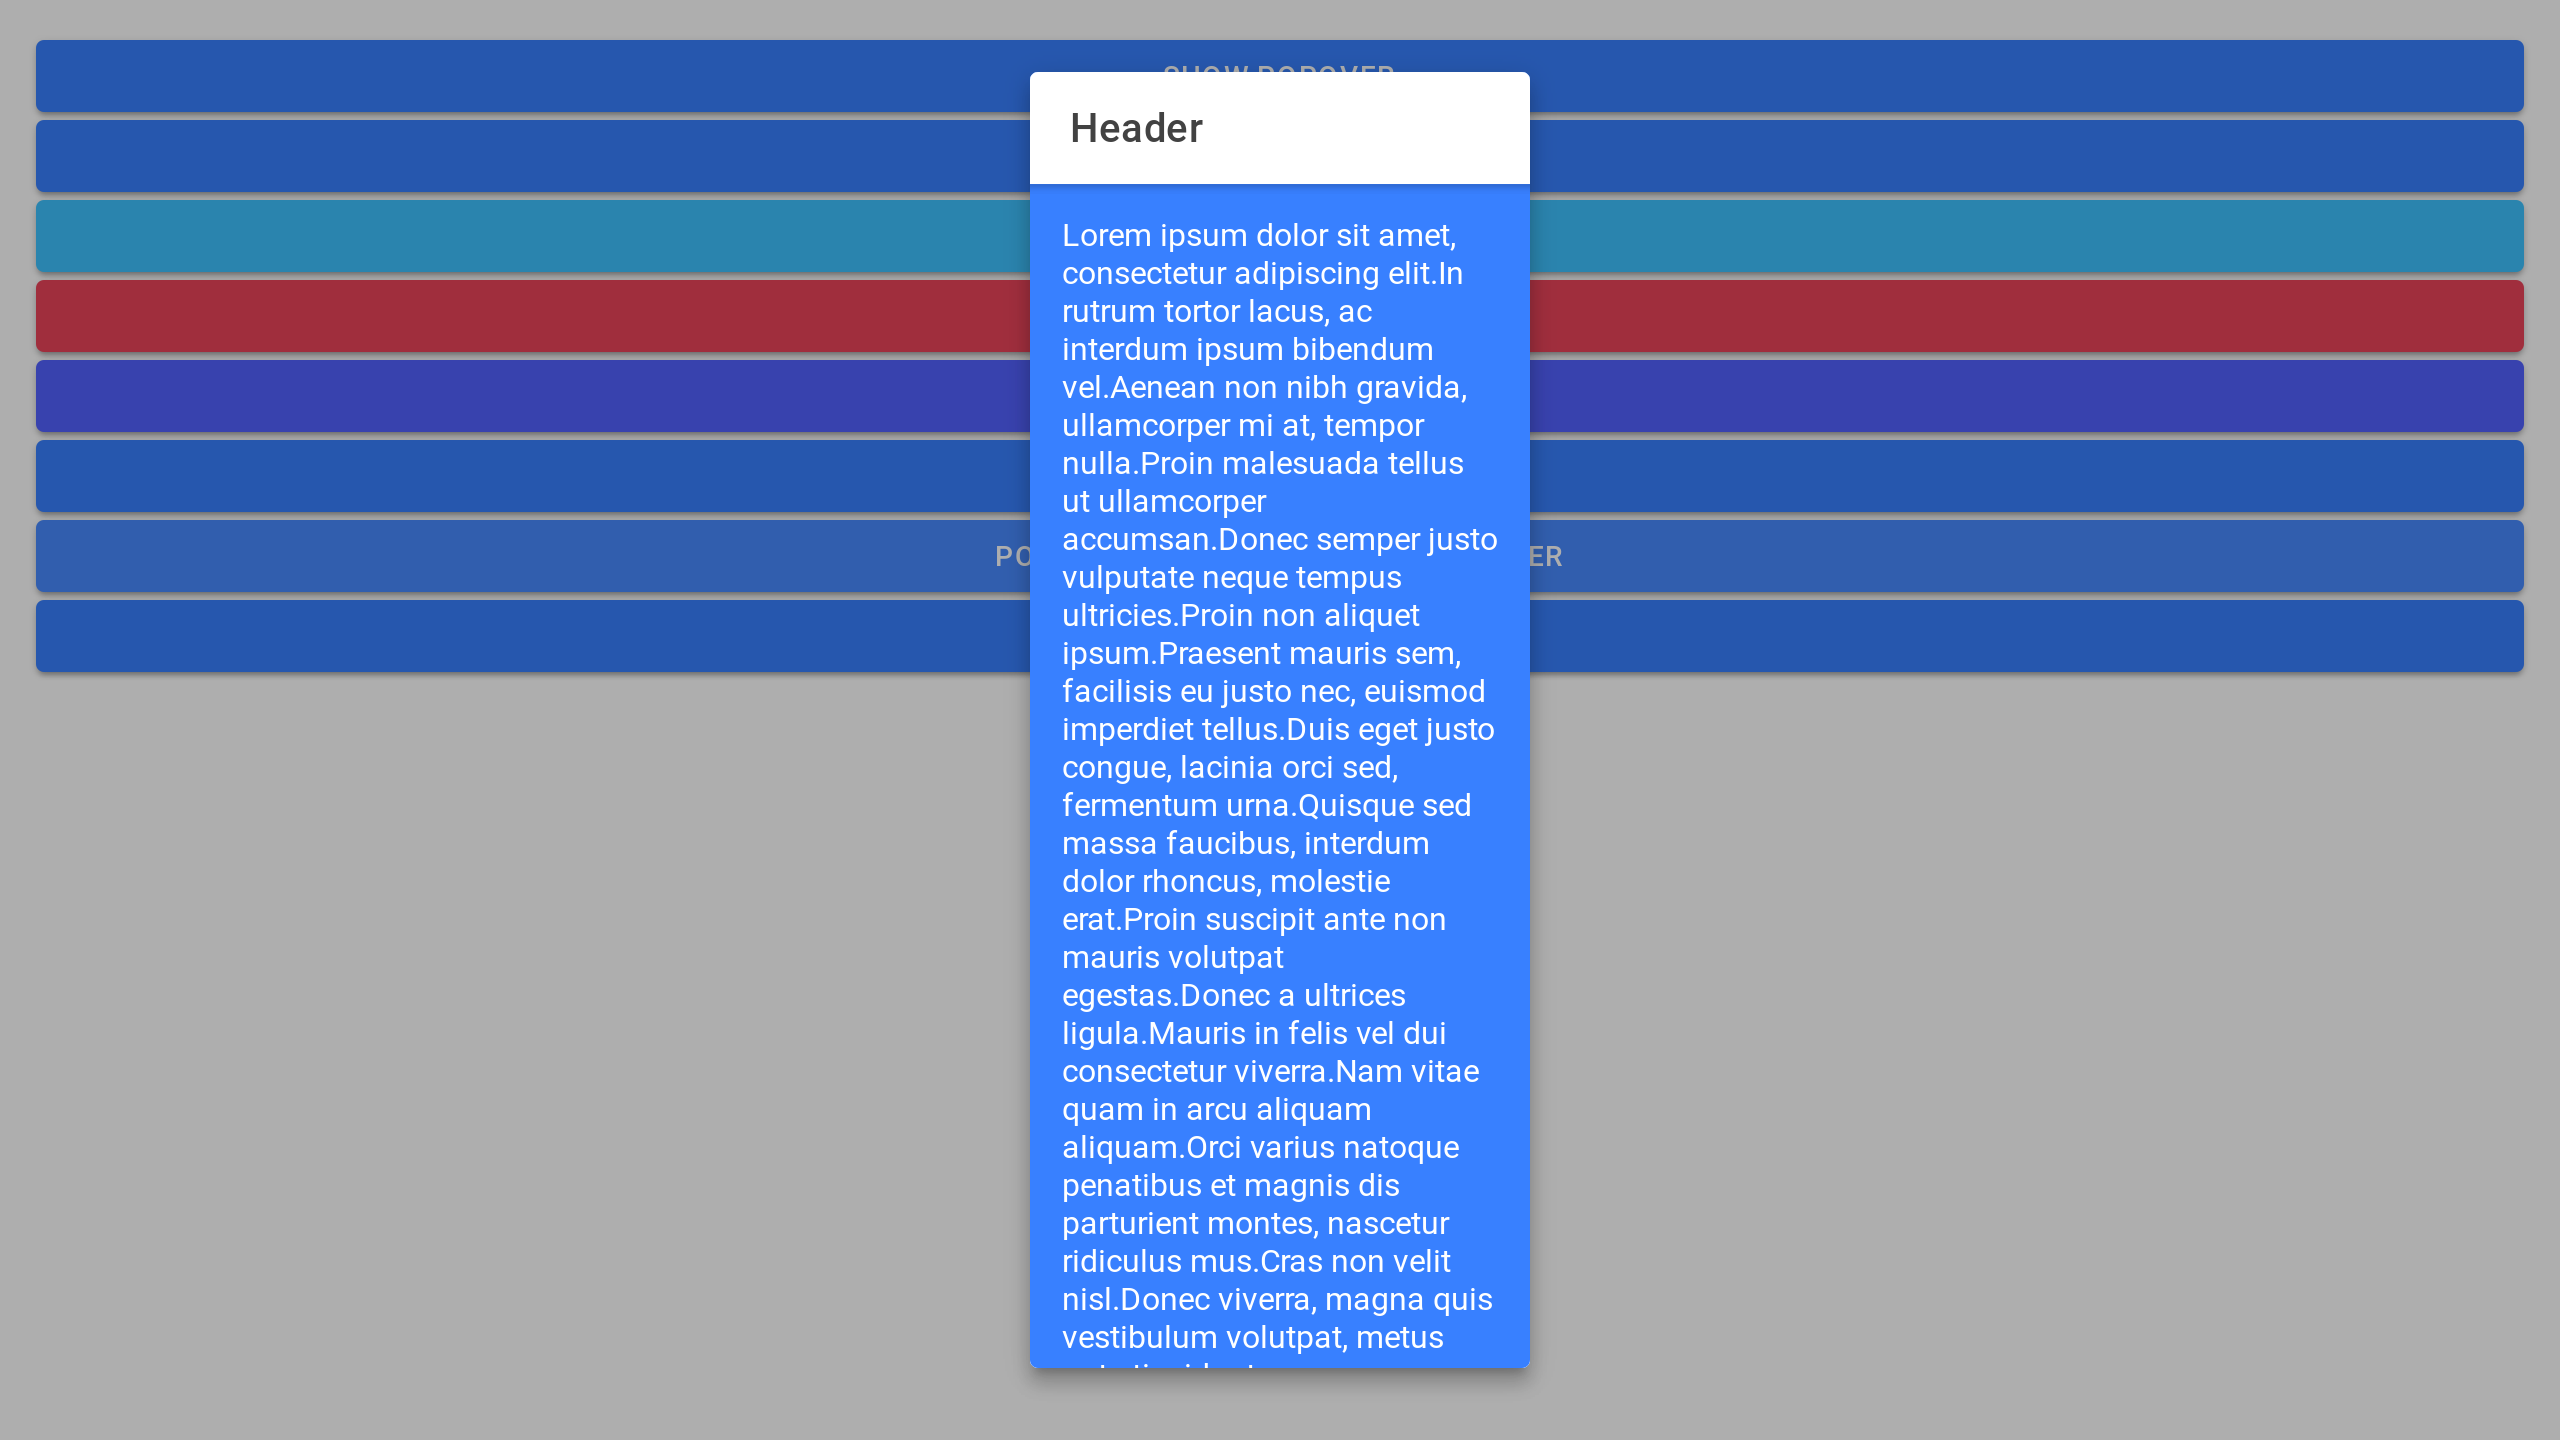 SHOW POPOVER
Header
Lorem ipsum dolor sit amet,
consectetur adipiscing elit.In
rutrum tortor lacus, ac
interdum ipsum bibendum
vel.Aenean non nibh gravida,
ullamcorper mi at, tempor
nulla.Proin malesuada tellus
ut ullamcorper
accumsan.Donec semper justo
vulputate neque tempus
ultricies.Proin non aliquet
ipsum.Praesent mauris sem,
facilisis eu justo nec, euismod
imperdiet tellus.Duis eget justo
congue, lacinia orci sed,
fermentum urna.Quisque sed
massa faucibus, interdum
dolor rhoncus, molestie
erat.Proin suscipit ante non
mauris volutpat
egestas.Donec a ultrices
ligula.Mauris in felis vel dui
consectetur viverra.Nam vitae
quam in arcu aliquam
aliquam.Orci varius natoque
penatibus et magnis dis
parturient montes, nascetur
ridiculus mus.Cras non velit
nisl.Donec viverra, magna quis
vestibulum volutpat, metus